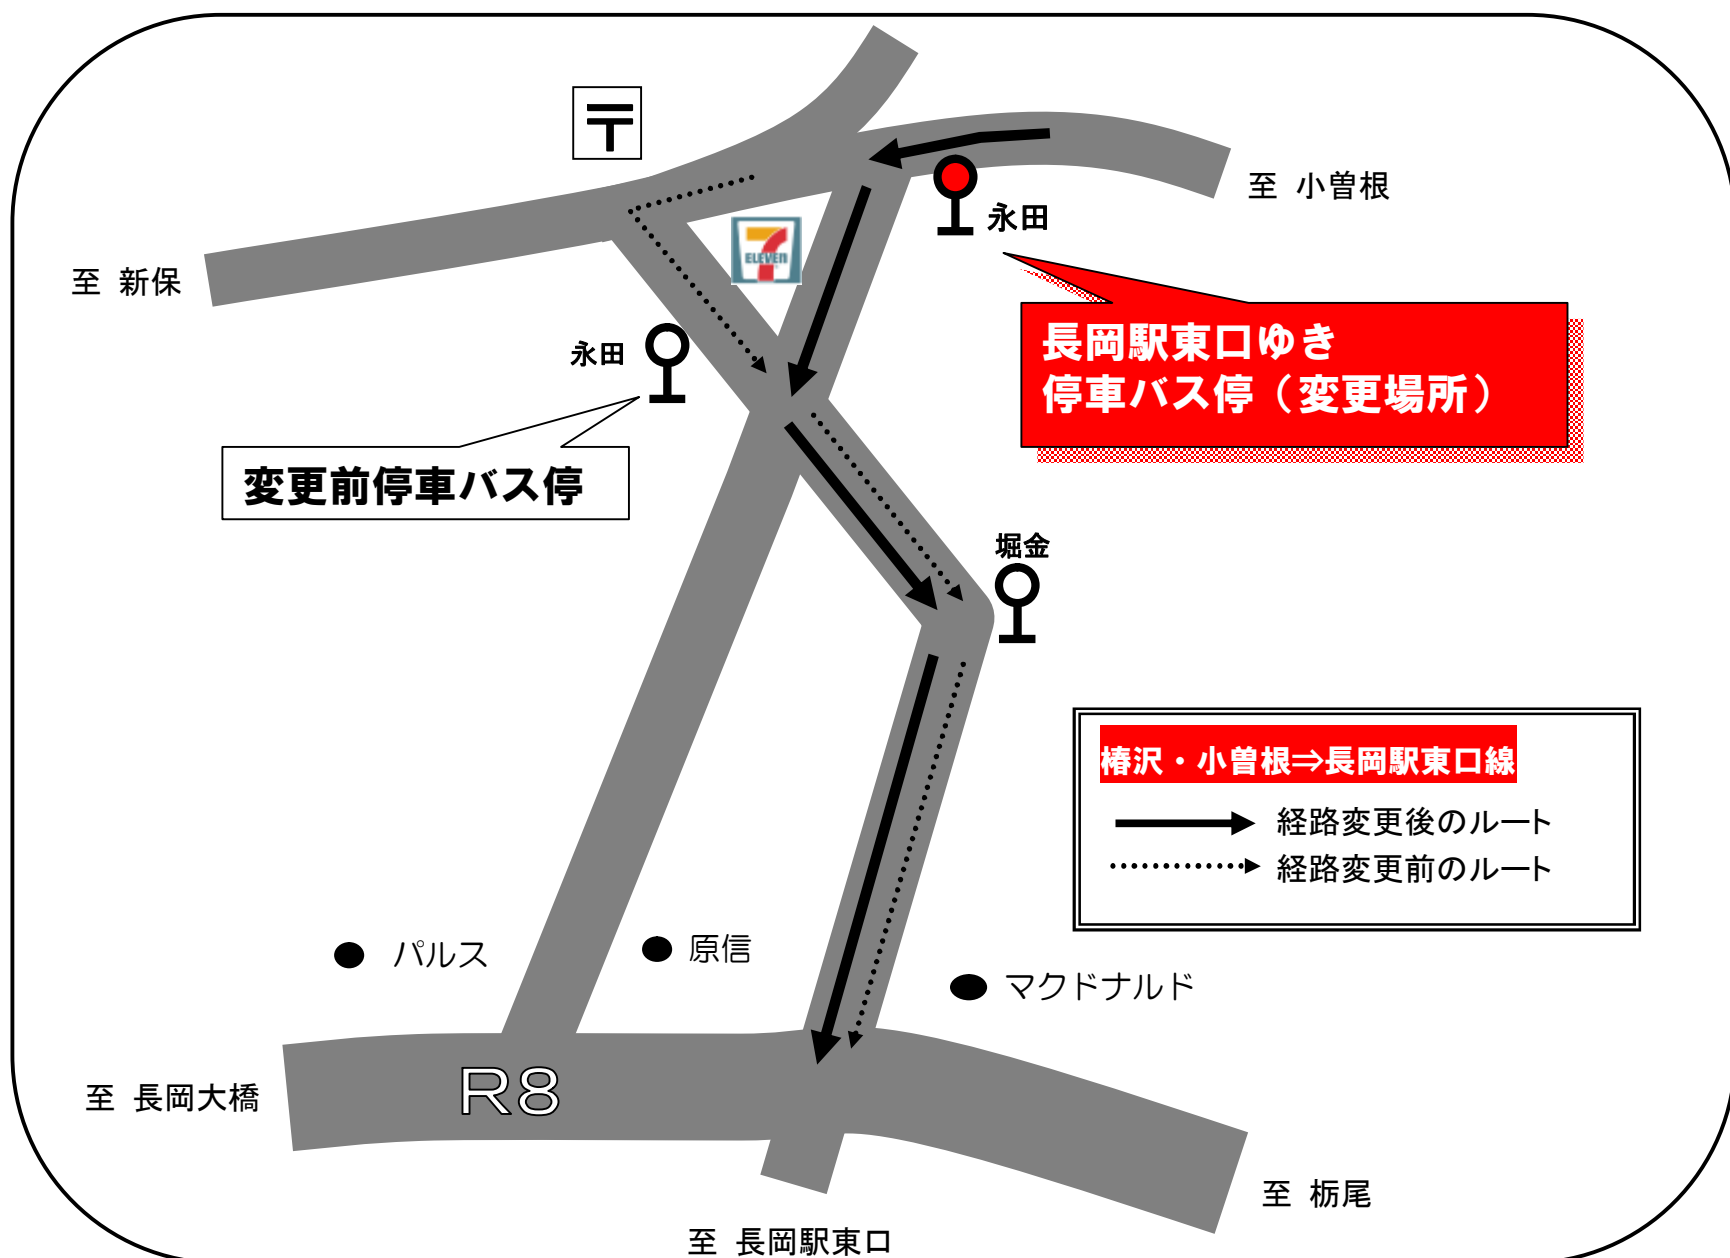 〒
至 小曽根
永田
ELEVEN
至 新保
長岡駅東口ゆき
停車バス停（変更場所）
永田
変更前停車バス停
堀金
椿沢・小曽根⇒長岡駅東口線
経路変更後のルート
経路変更前のルート
パルス
原信
マクドナルド
R8
至 長岡大橋
至 栃尾
至 長岡駅東口